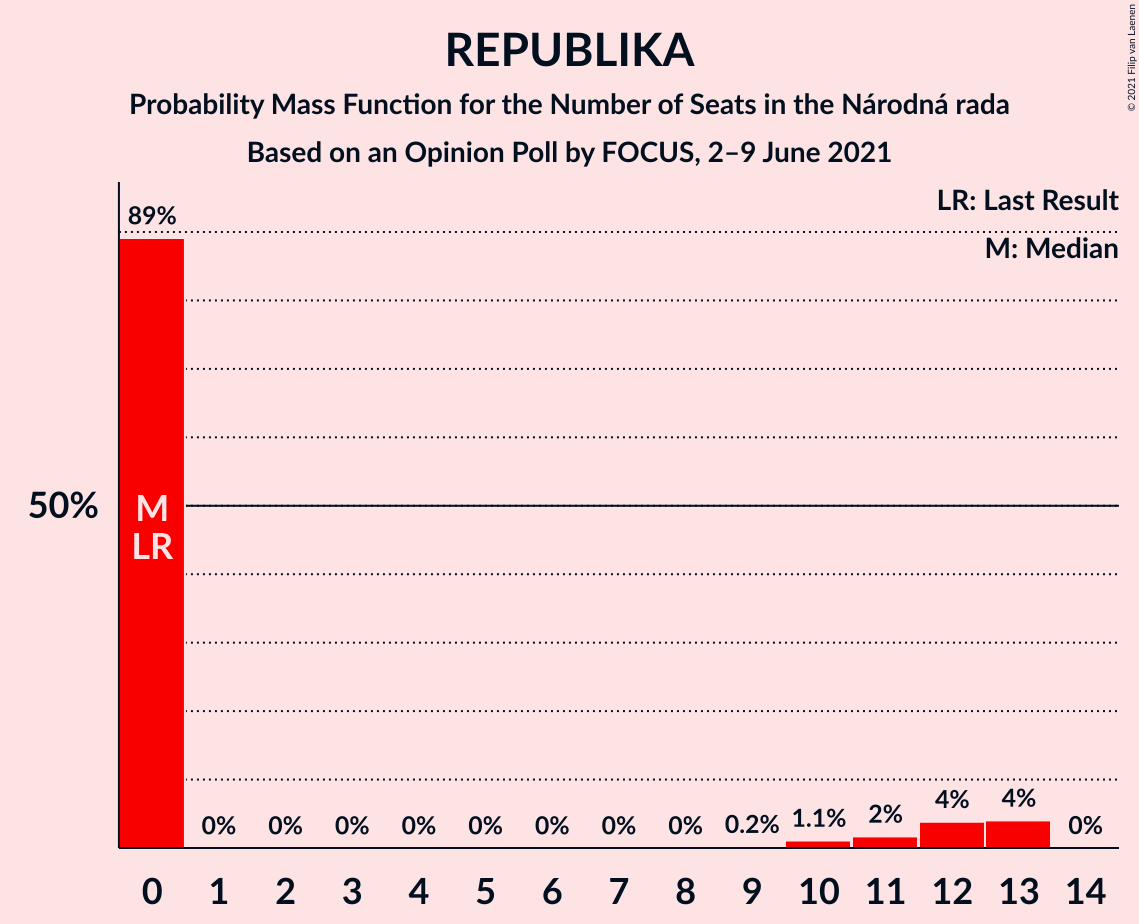 REPUBLIKA
Probability Mass Function for the Number of Seats in the Národná rada
Based on an Opinion Poll by FOCUS, 2–9 June 2021
© 2021 Filip van Laenen
LR: Last Result
M: Median
89%
50%
M
LR
0% 0% 0% 0% 0% 0% 0% 0% 0.2% 1.1% 2% 4% 4% 0%
0 1 2 3 4 5 6 7 8 9 10 11 12 13 14